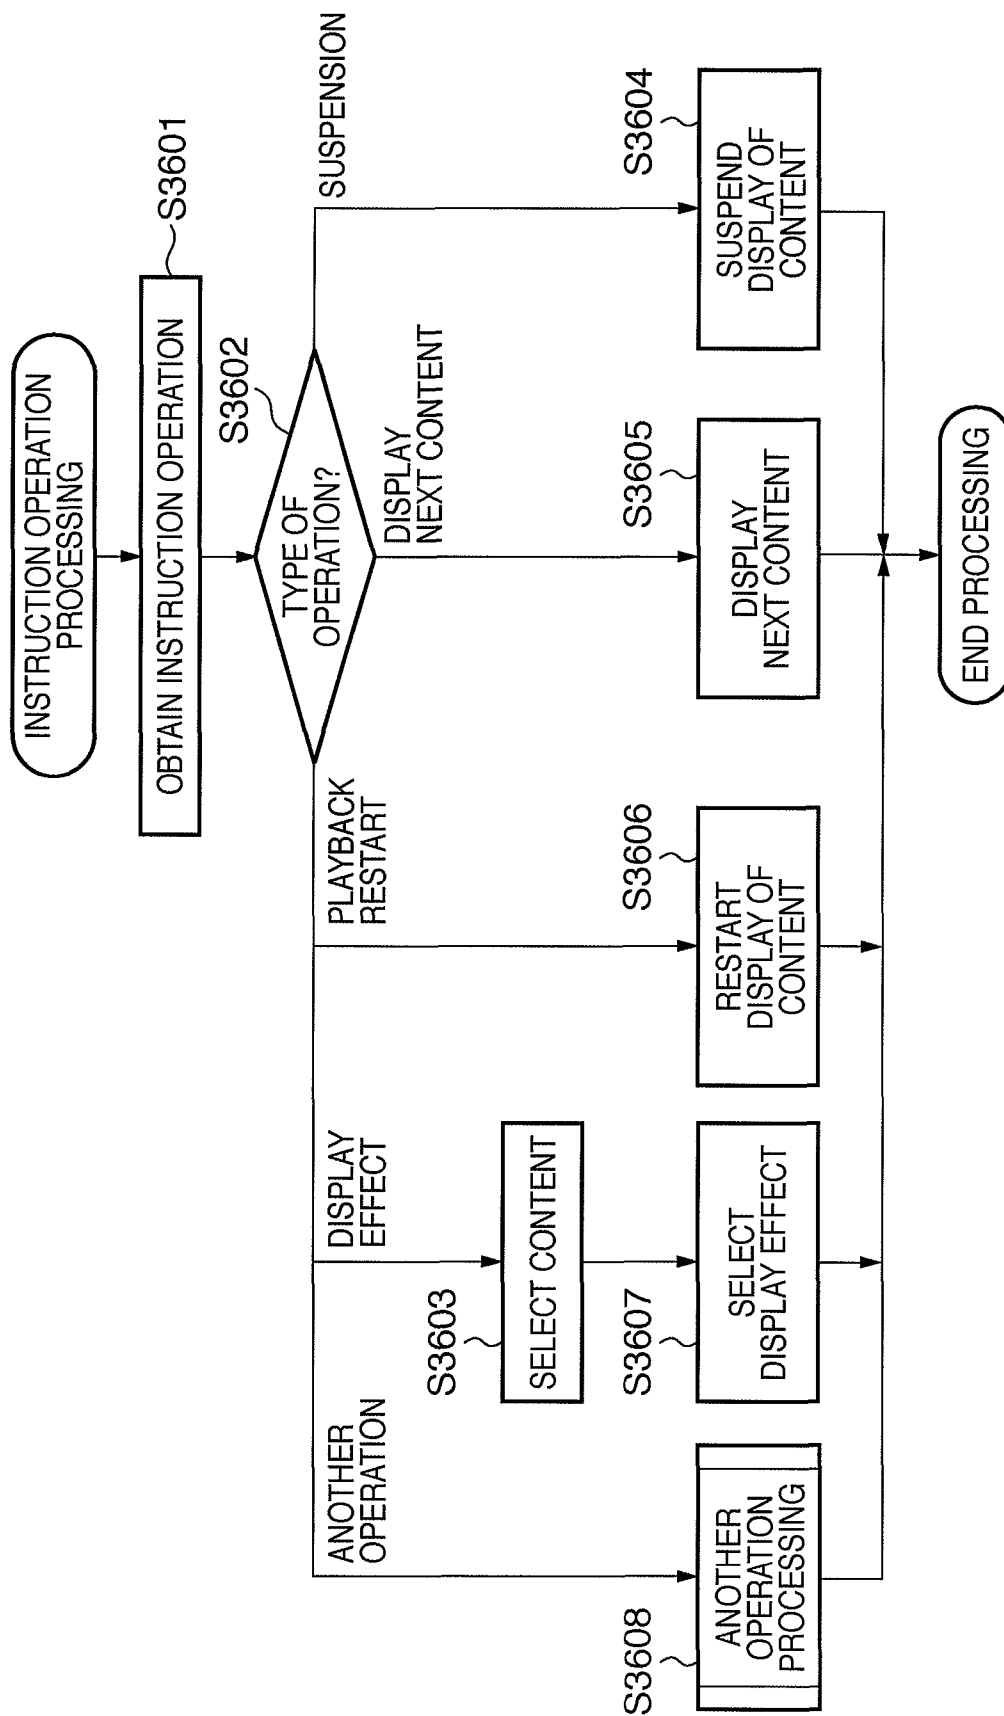 INSTRUCTION OPERATION
PROCESSING
OBTAIN INSTRUCTION OPERATION
S3601
TYPE OF
OPERATION?
S3602
ANOTHER
OPERATION
DISPLAY
EFFECT
PLAYBACK
RESTART
DISPLAY
NEXT CONTENT
SUSPENSION
S3603
SELECT CONTENT
S3608
ANOTHER
OPERATION
PROCESSING
S3607
SELECT
DISPLAY EFFECT
S3606
RESTART
DISPLAY OF
CONTENT
S3605
DISPLAY
NEXT CONTENT
S3604
SUSPEND
DISPLAY OF
CONTENT
END PROCESSING